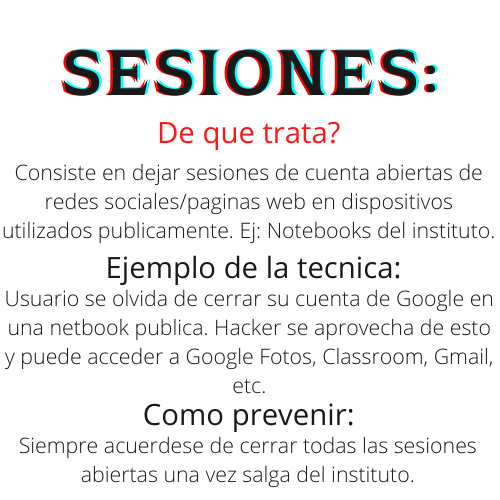 SESIONES:
De que trata?
Consiste en dejar sesiones de cuenta abiertas de
redes sociales/paginas web en dispositivos
utilizados publicamente. Ej: Notebooks del instituto.
Ejemplo de la tecnica:
Usuario se olvida de cerrar su cuenta de Google en
una netbook publica. Hacker se aprovecha de esto
y puede acceder a Google Fotos, Classroom, Gmail,
etc.
Como prevenir:
Siempre acuerdese de cerrar todas las sesiones
abiertas una vez salga del instituto.